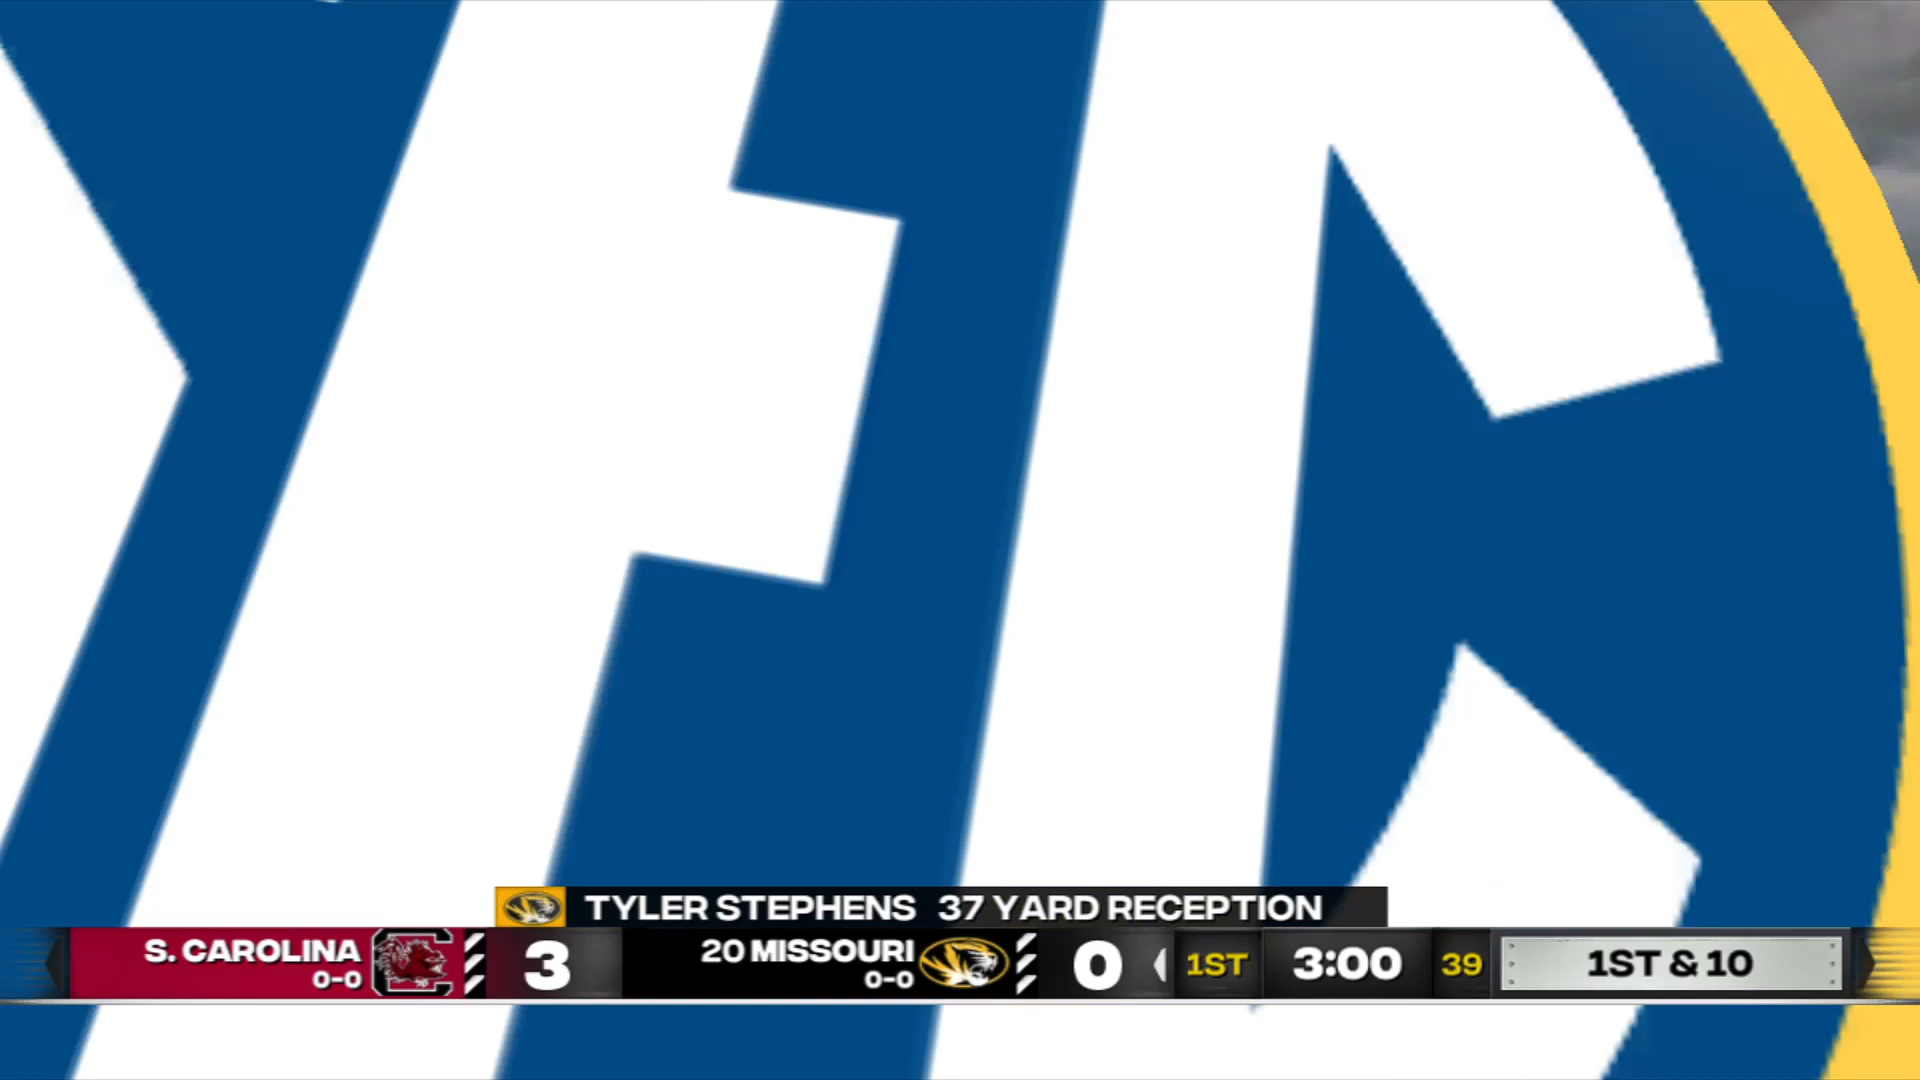 TYLER STEPHENS 37 YARD RECEPTION
S. CAROLINA 3 20 MISSOURI 0 1ST 3:00 39 1ST & 10
0-0 0-0